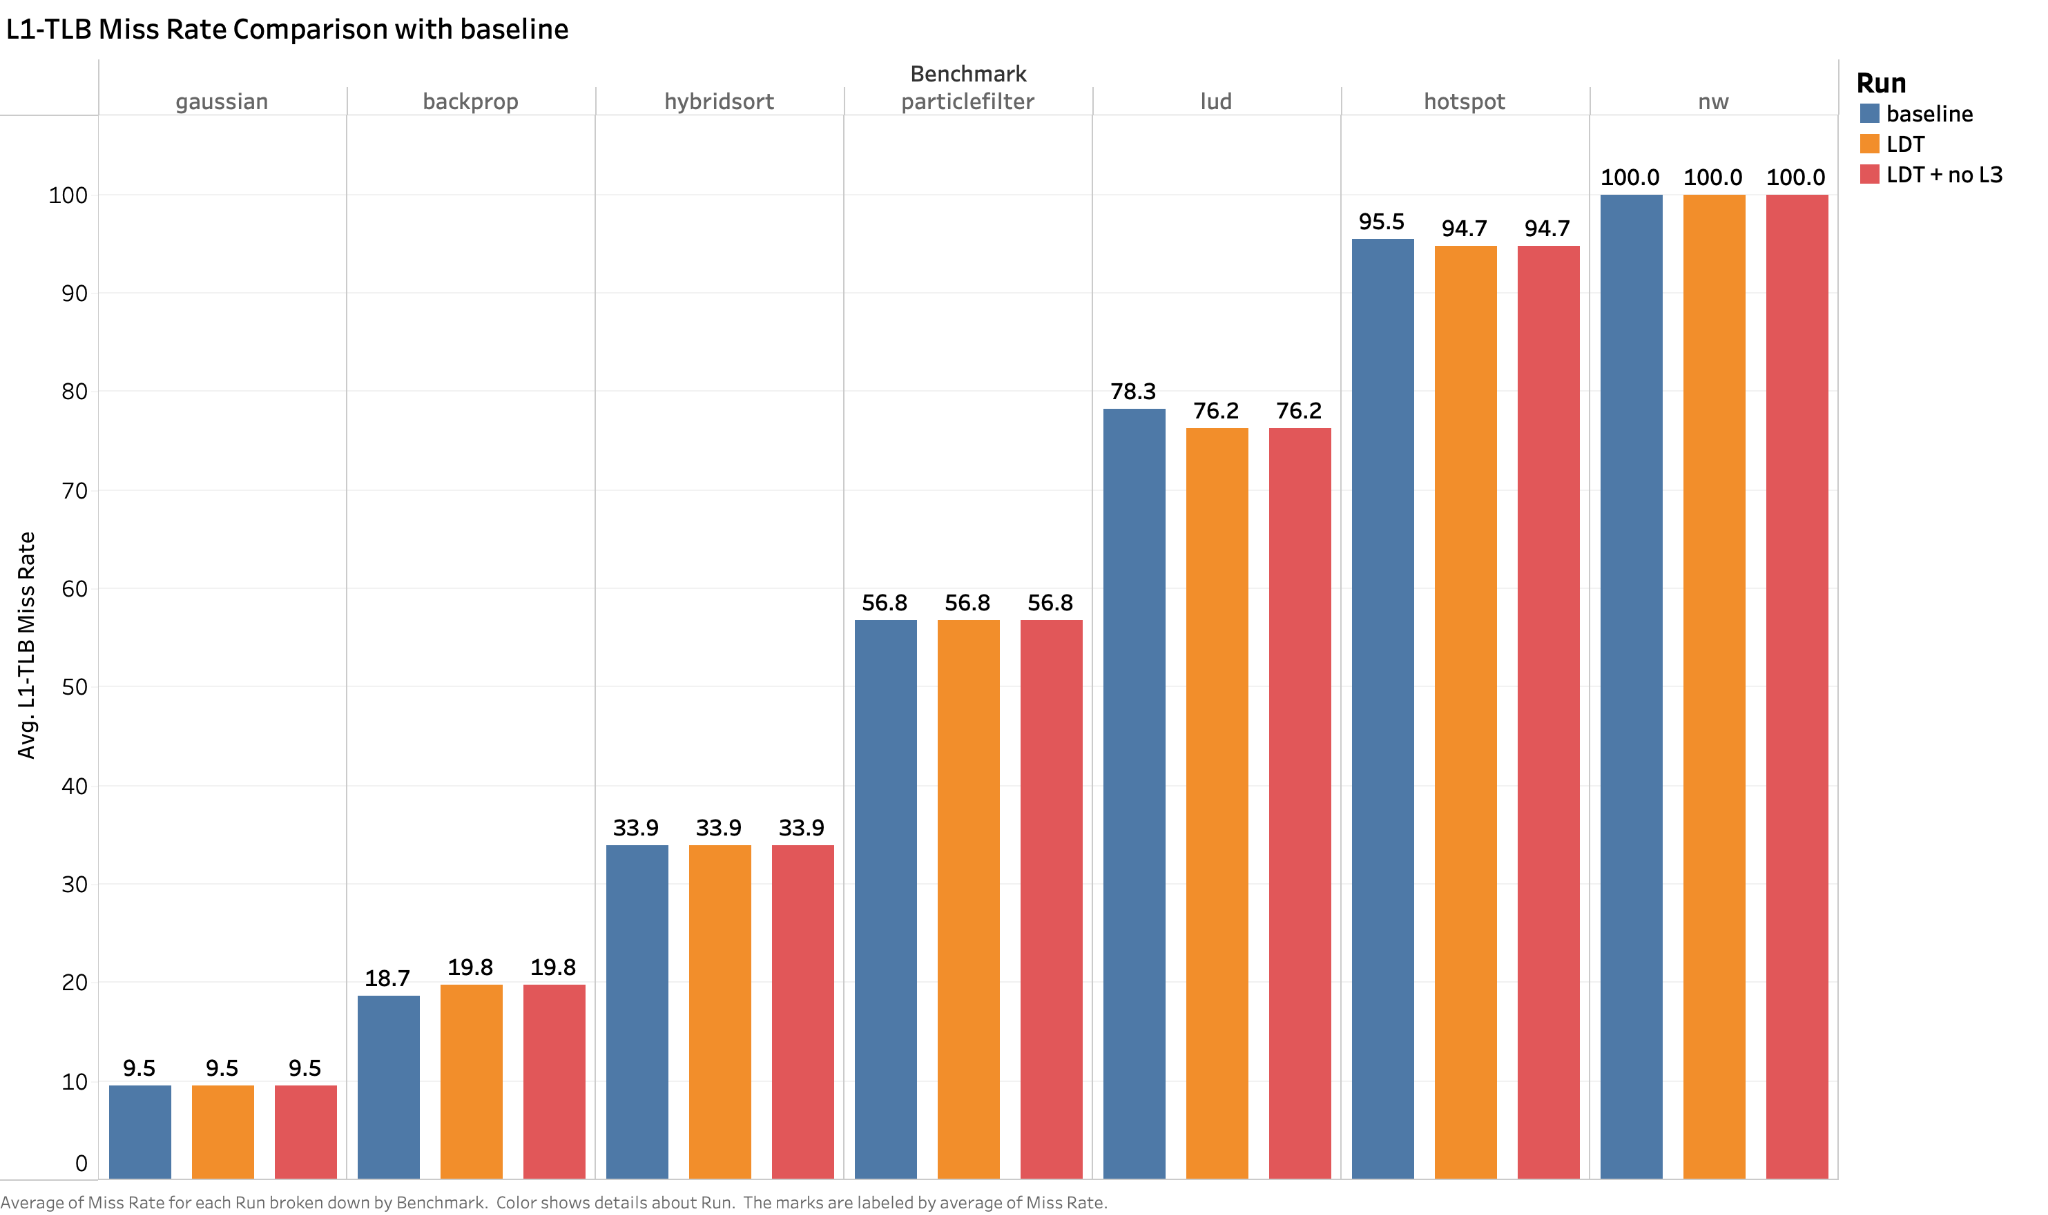 L1-TLB Miss Rate Comparison with baseline
Benchmark
gaussian backprop hybridsort particlefilter lud hotspot nw
Run
baseline
LDT
LDT + no L3
Avg. L1-TLB Miss Rate
100
90
80
70
60
50
40
30
20
10
0
9.5 9.5 9.5
18.7 19.8 19.8
33.9 33.9 33.9
56.8 56.8 56.8
78.3 76.2 76.2
95.5 94.7 94.7
100.0 100.0 100.0
Average of Miss Rate for each Run broken down by Benchmark. Color shows details about Run. The marks are labeled by average of Miss Rate.